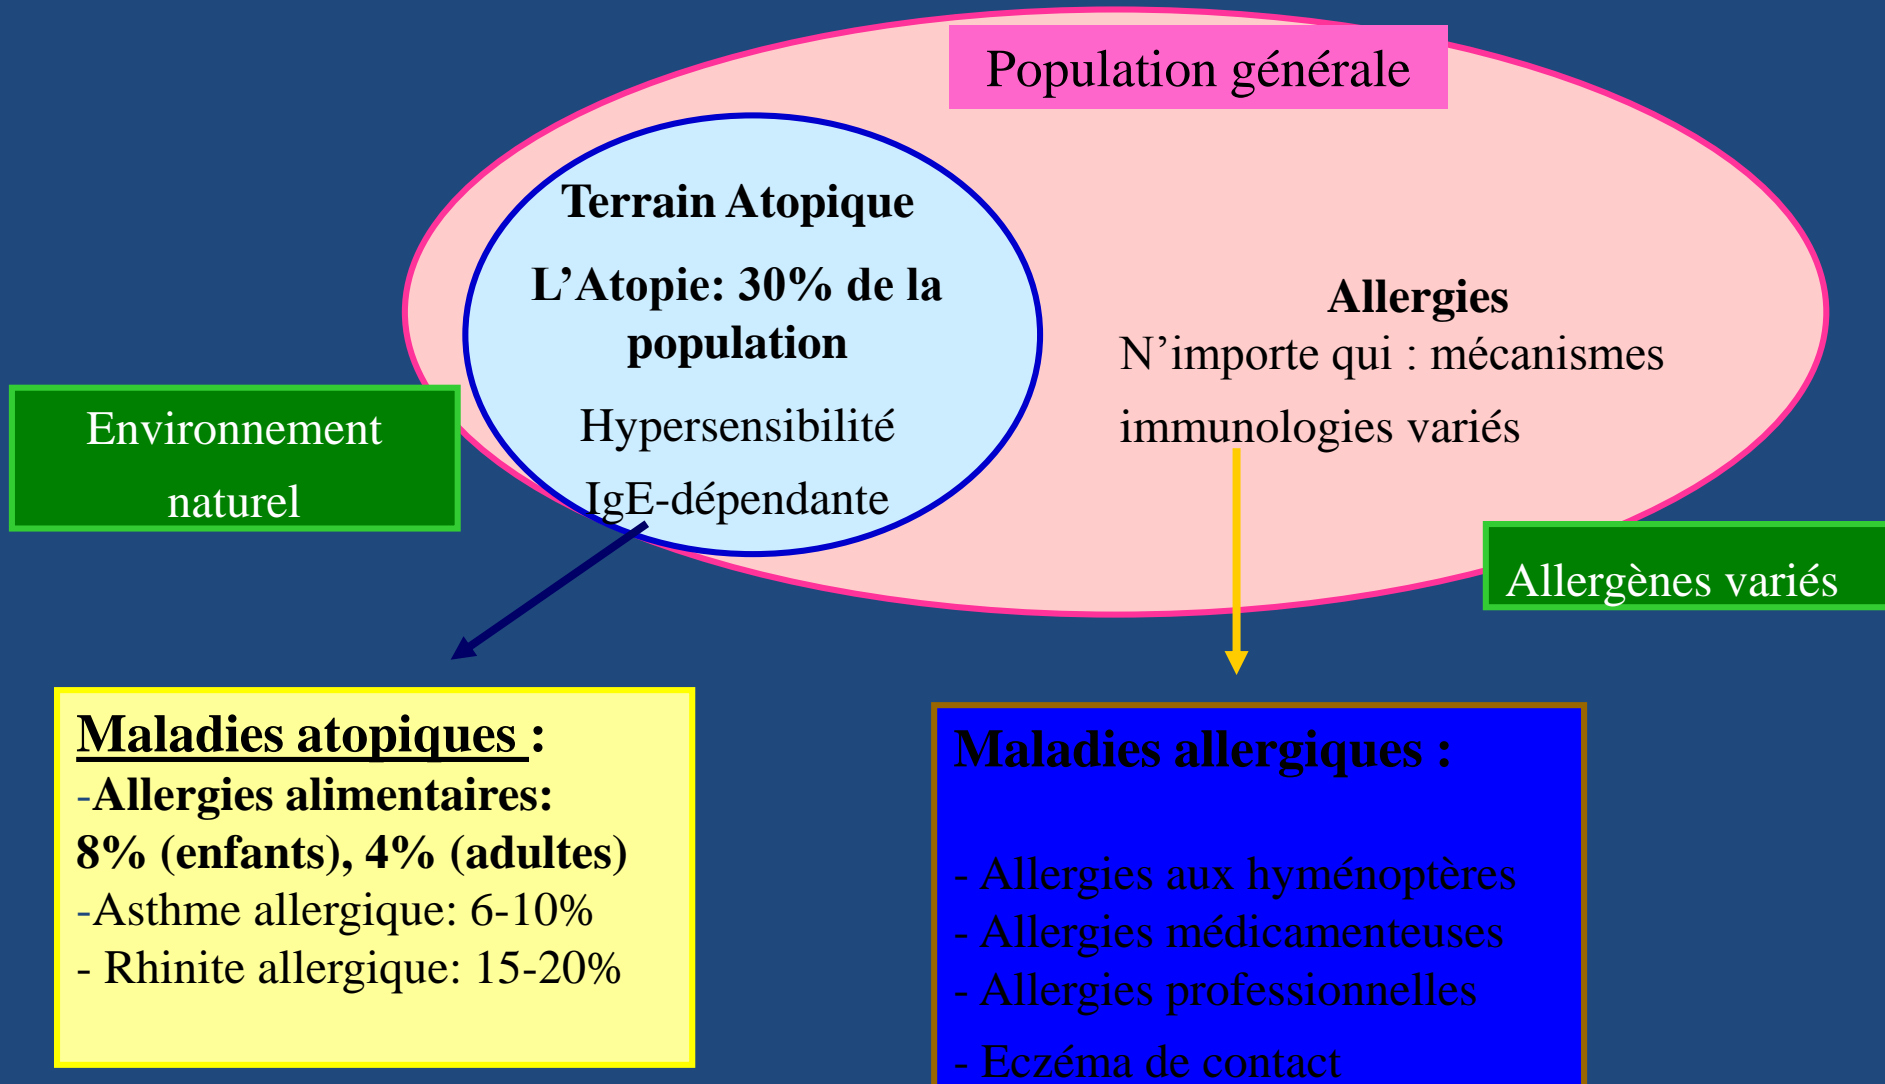 Population générale
Terrain Atopique
L’Atopie: 30% de la
population
Hypersensibilité
IgE-dépendante
Allergies
N’importe qui : mécanismes
immunologies variés
Environnement
naturel
Allergènes variés
Maladies atopiques :
-Allergies alimentaires:
8% (enfants), 4% (adultes)
-Asthme allergique: 6-10%
- Rhinite allergique: 15-20%
Maladies allergiques :
- Allergies aux hyménoptères
- Allergies médicamenteuses
- Allergies professionnelles
- Eczéma de contact